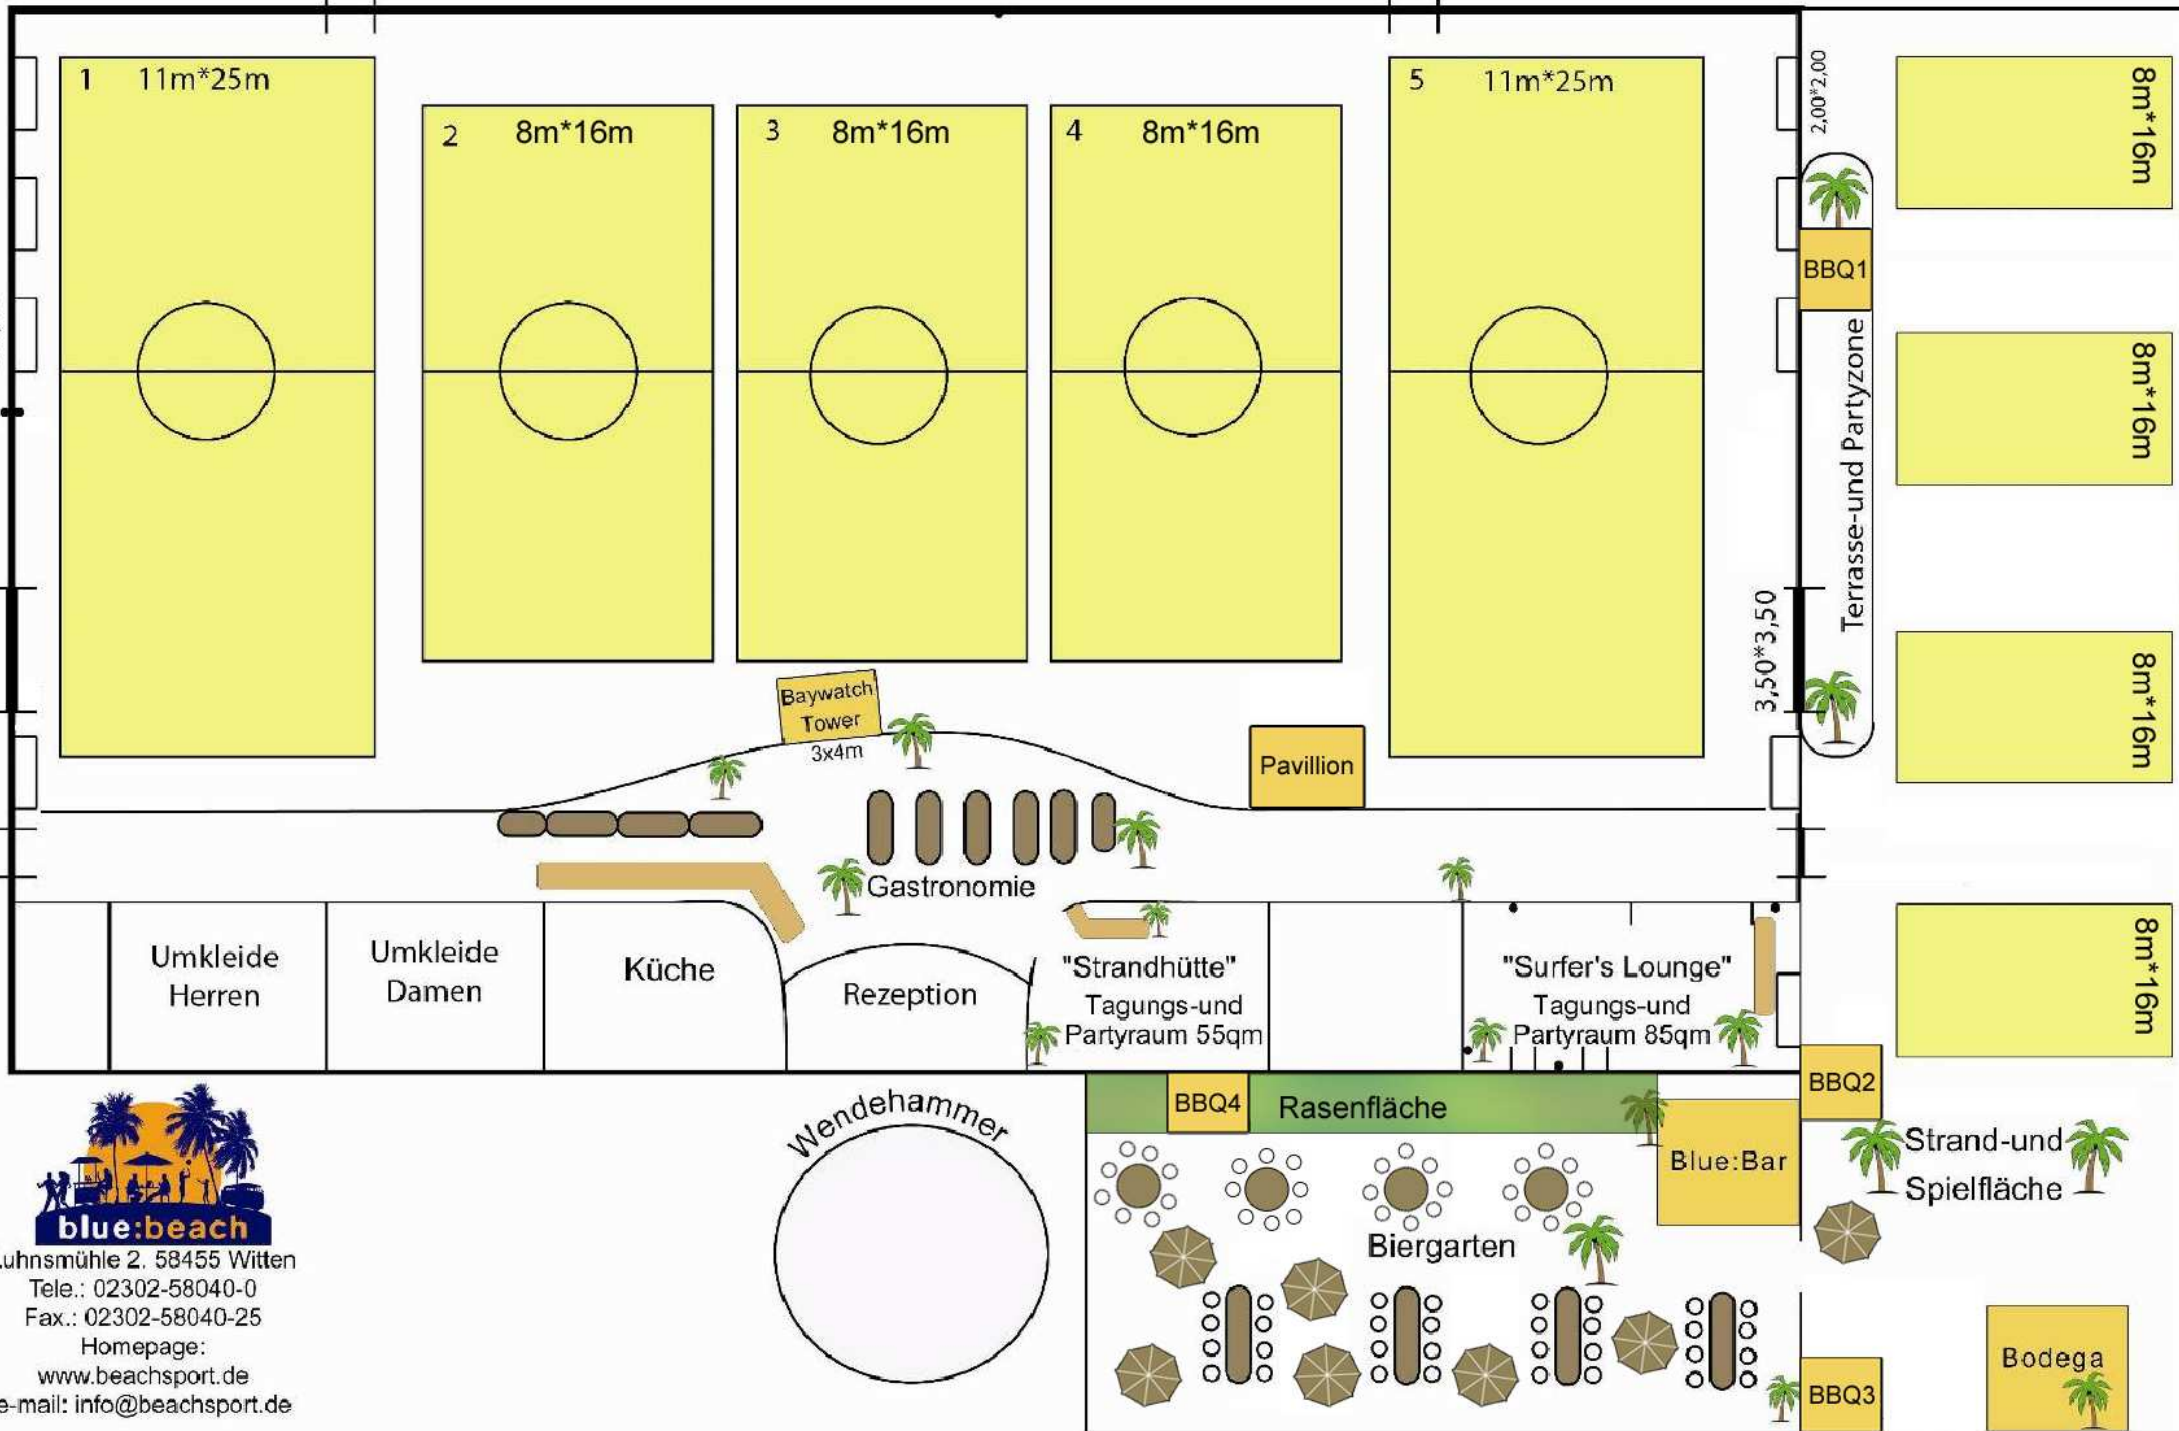 1 11m*25m
2 8m*16m
3 8m*16m
4 8m*16m
5 11m*25m
2,00*2,00
8m*16m
BBQ1
Terrasse-und Partyzone
8m*16m
3,50*3,50
8m*16m
8m*16m
Baywatch
Tower
3x4m
Pavillion
Gastronomie
Umkleide
Herren
Umkleide
Damen
Küche
Rezeption
"Strandhütte"
Tagungs-und
Partyraum 55qm
"Surfer's Lounge"
Tagungs-und
Partyraum 85qm
BBQ2
BBQ4
Rasenfläche
Wendehammer
Blue:Bar
Strand-und
Spielfläche
Biergarten
Bodega
BBQ3
blue:beach
uhnsmühle 2. 58455 Witten
Tele.: 02302-58040-0
Fax.: 02302-58040-25
Homepage:
www.beachsport.de
e-mail: info@beachsport.de